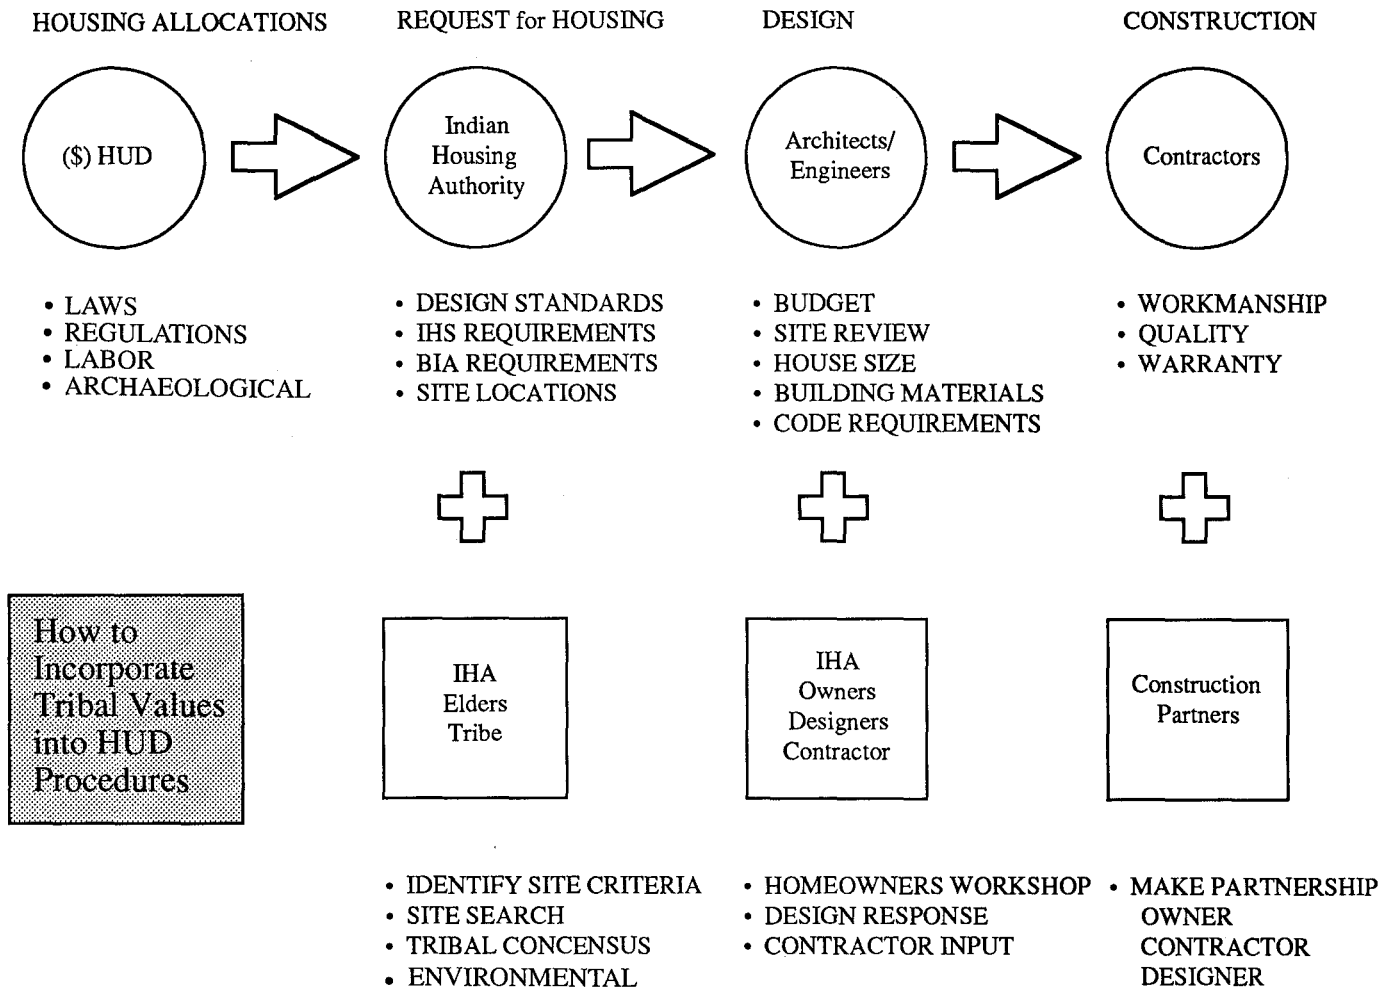 HOUSING ALLOCATIONS
REQUEST for HOUSING
DESIGN
CONSTRUCTION
($) HUD
Indian
Housing
Authority
Architects/
Engineers
Contractors
• LAWS
• REGULATIONS
• LABOR
• ARCHAEOLOGICAL
• DESIGN STANDARDS
• IHS REQUIREMENTS
• BIA REQUIREMENTS
• SITE LOCATIONS
• BUDGET
• SITE REVIEW
• HOUSE SIZE
• BUILDING MATERIALS
• CODE REQUIREMENTS
• WORKMANSHIP
• QUALITY
• WARRANTY
How to
Incorporate
Tribal Values
into HUD
Procedures
IHA
Elders
Tribe
IHA
Owners
Designers
Contractor
Construction
Partners
• IDENTIFY SITE CRITERIA
• SITE SEARCH
• TRIBAL CONCENSUS
• ENVIRONMENTAL
• HOMEOWNERS WORKSHOP
• DESIGN RESPONSE
• CONTRACTOR INPUT
• MAKE PARTNERSHIP
OWNER
CONTRACTOR
DESIGNER